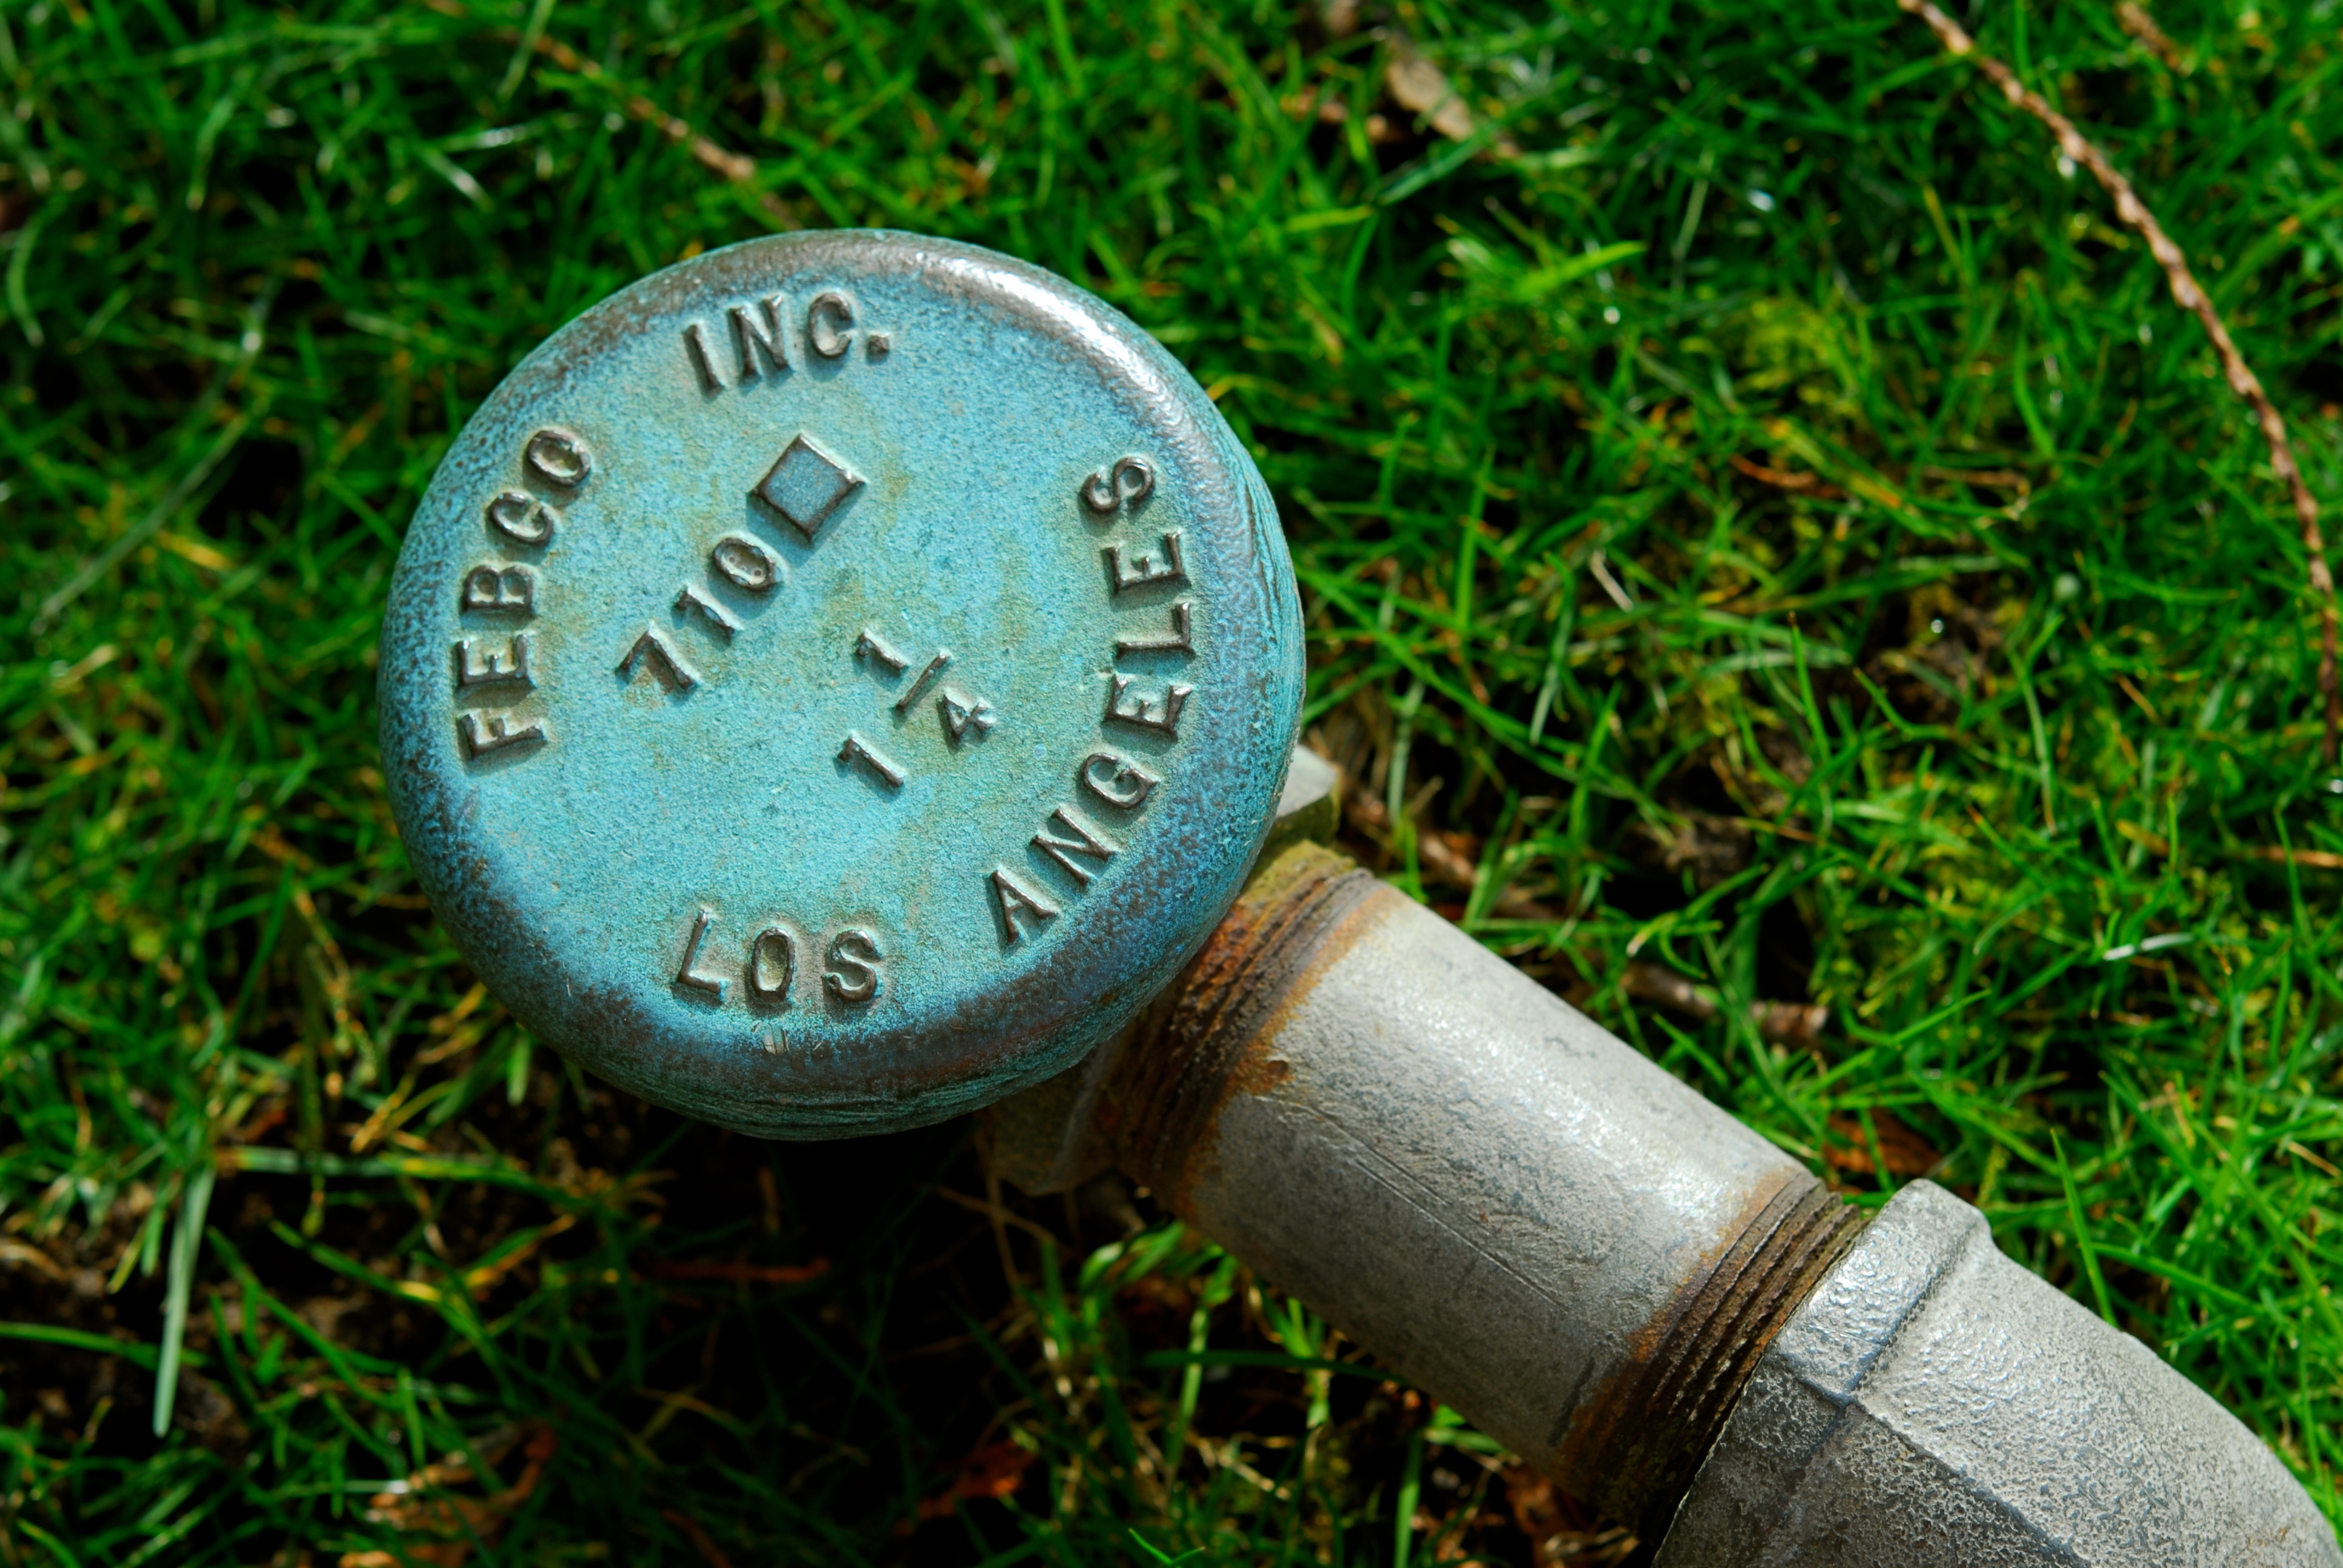 FEBCO INC.
710
1 1/4
LOS ANGELES